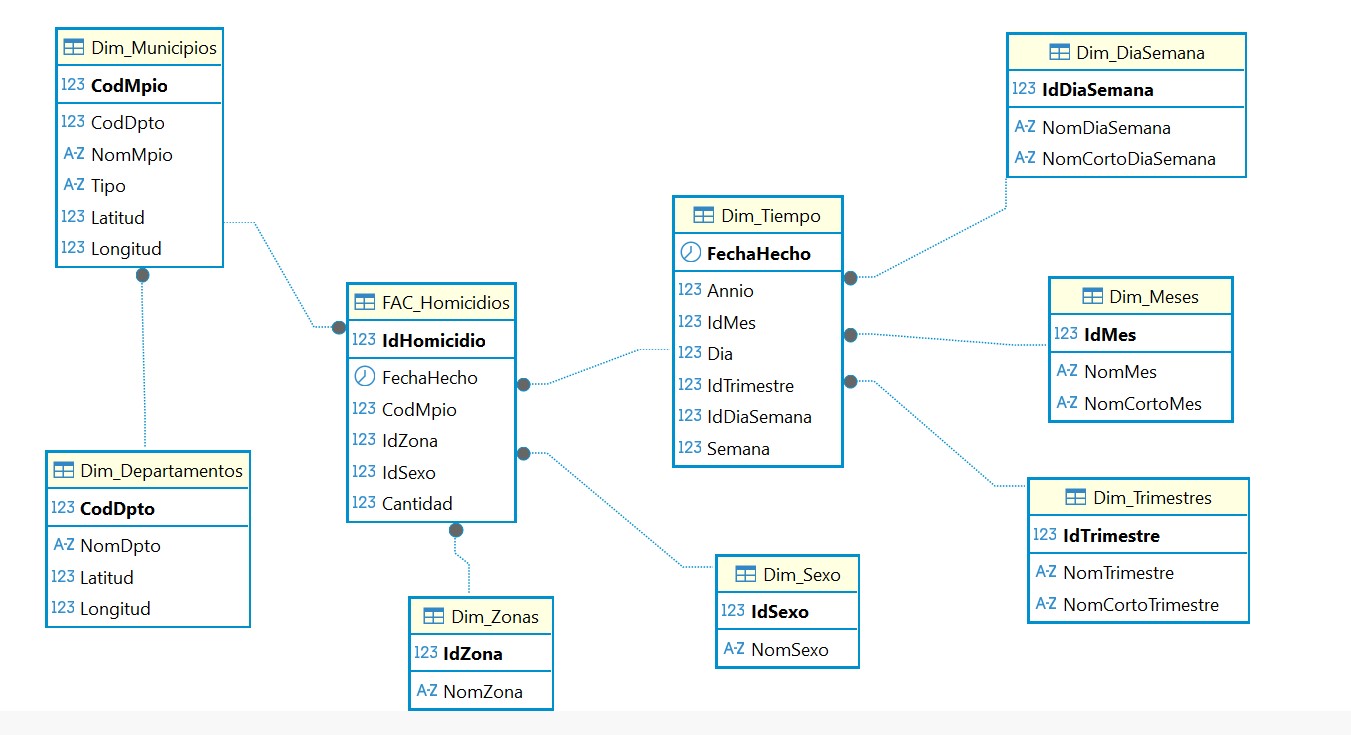 Dim_Municipios
123 CodMpio
123 CodDpto
A-Z NomMpio
A-Z Tipo
123 Latitud
123 Longitud
Dim_Departamentos
123 CodDpto
A-Z NomDpto
123 Latitud
123 Longitud
FAC_Homicidios
123 IdHomicidio
FechaHecho
123 CodMpio
123 IdZona
123 IdSexo
123 Cantidad
Dim_Zonas
123 IdZona
A-Z NomZona
Dim_Tiempo
FechaHecho
123 Annio
123 IdMes
123 Dia
123 IdTrimestre
123 IdDiaSemana
123 Semana
Dim_Sexo
123 IdSexo
A-Z NomSexo
Dim_DiaSemana
123 IdDiaSemana
A-Z NomDiaSemana
A-Z NomCortoDiaSemana
Dim_Meses
123 IdMes
A-Z NomMes
A-Z NomCortoMes
Dim_Trimestres
123 IdTrimestre
A-Z NomTrimestre
A-Z NomCortoTrimestre